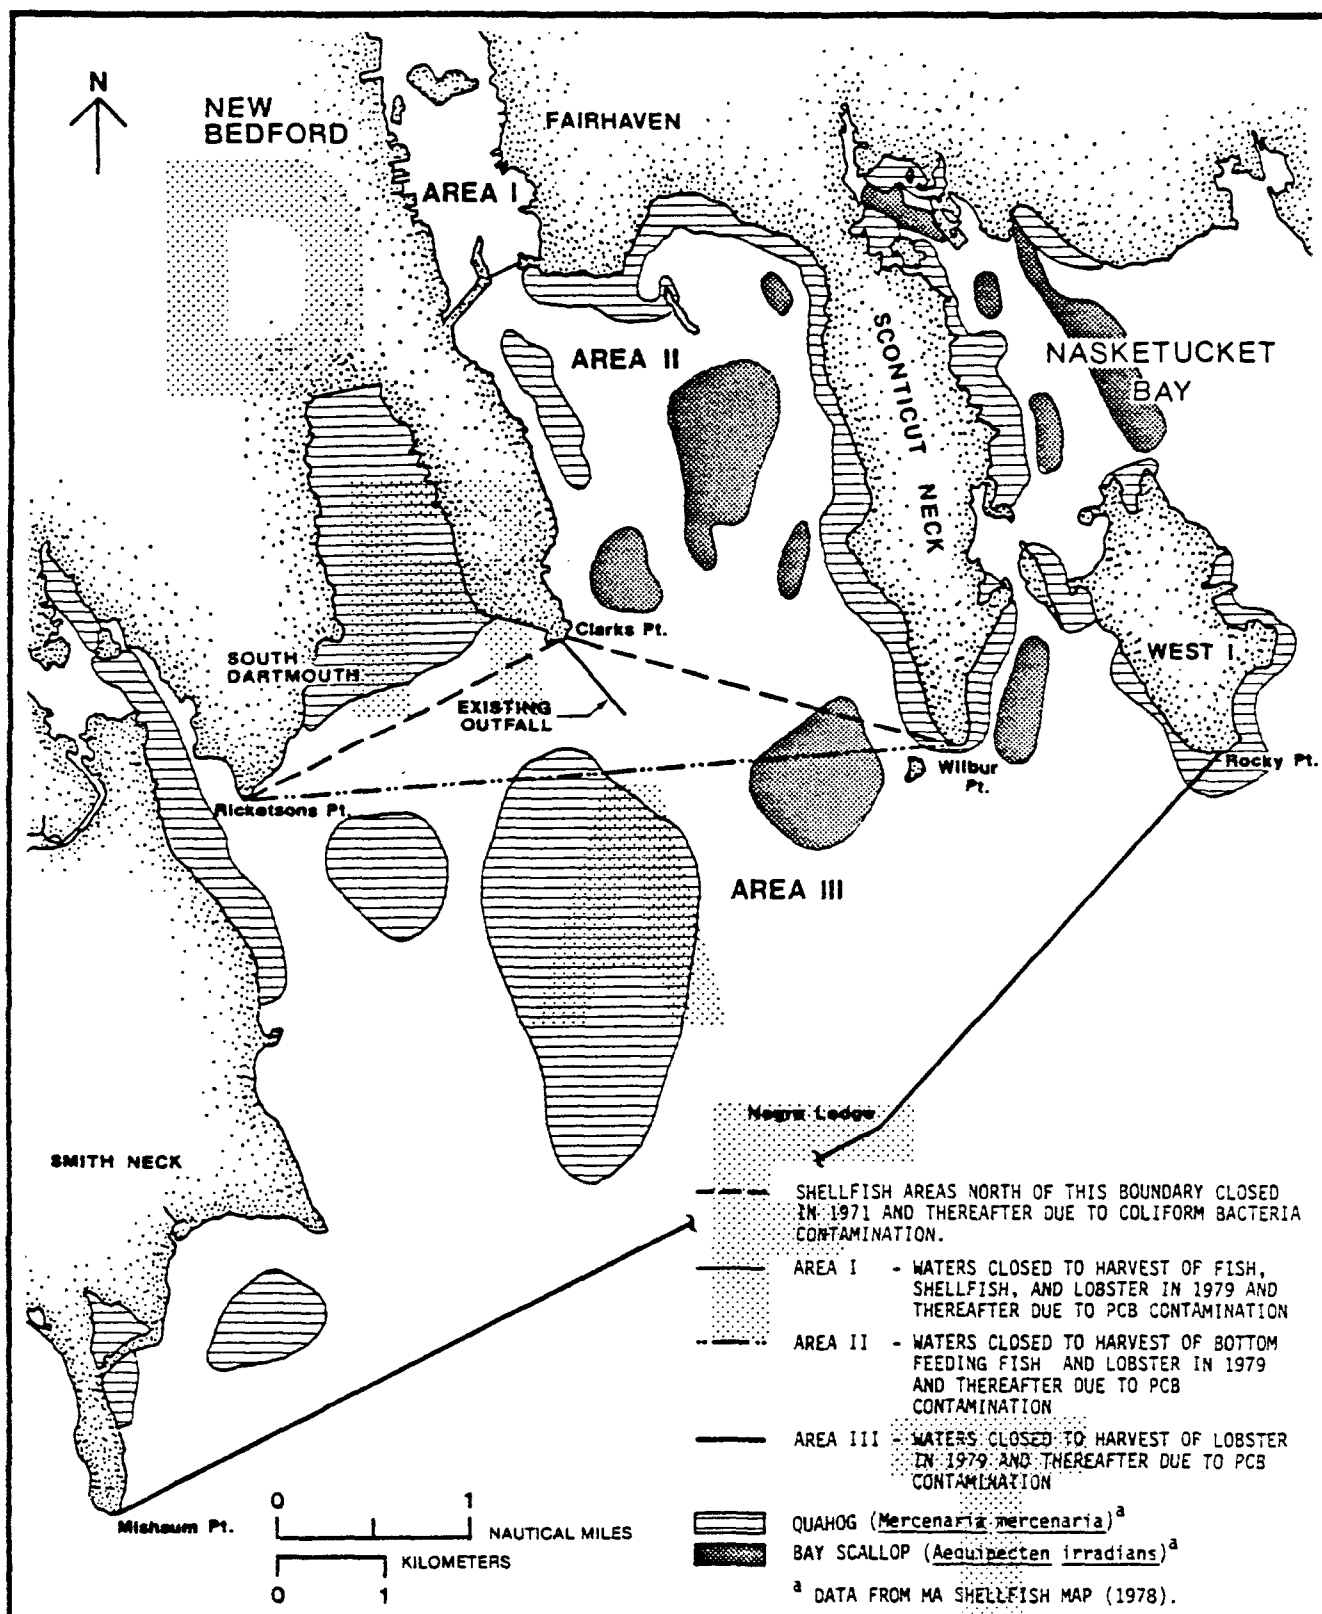 N
NEW
BEDFORD
FAIRHAVEN
AREA I
AREA II
SCONTICUT NECK
NASKETUCKET
BAY
Clarks Pt.
SOUTH
DARTMOUTH
EXISTING
OUTFALL
WEST I.
Ricketsons Pt.
Wilbur
Pt.
Rocky Pt.
AREA III
Negro Ledge
SMITH NECK
SHELLFISH AREAS NORTH OF THIS BOUNDARY CLOSED
IN 1971 AND THEREAFTER DUE TO COLIFORM BACTERIA
CONTAMINATION.
AREA I - WATERS CLOSED TO HARVEST OF FISH,
SHELLFISH, AND LOBSTER IN 1979 AND
THEREAFTER DUE TO PCB CONTAMINATION
AREA II - WATERS CLOSED TO HARVEST OF BOTTOM
FEEDING FISH AND LOBSTER IN 1979
AND THEREAFTER DUE TO PCB
CONTAMINATION
AREA III - WATERS CLOSED TO HARVEST OF LOBSTER
IN 1979 AND THEREAFTER DUE TO PCB
CONTAMINATION
Mishaum Pt.
0 1
NAUTICAL MILES
KILOMETERS
0 1
QUAHOG (Mercenaria mercenaria)a
BAY SCALLOP (Aequipecten irradians)a
a DATA FROM MA SHELLFISH MAP (1978).
DRAFT